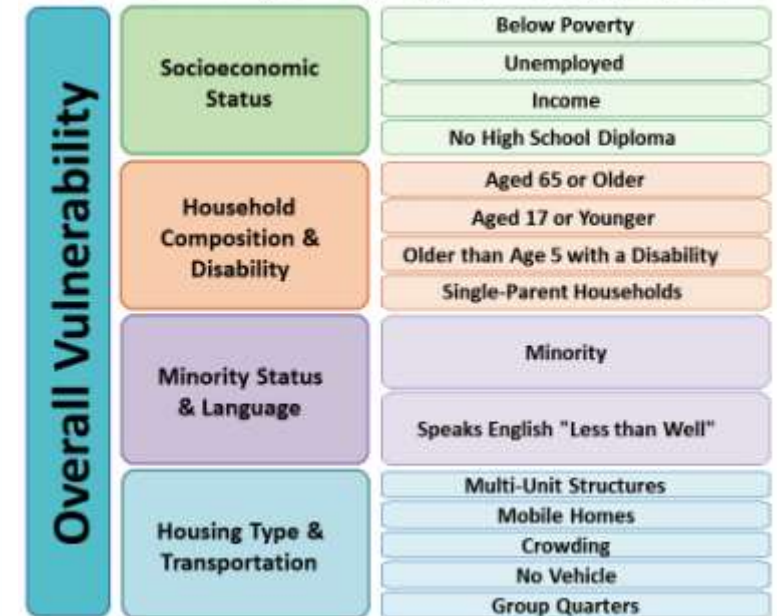 Overall Vulnerability
Socioeconomic
Status
Below Poverty
Unemployed
Income
No High School Diploma
Household
Composition &
Disability
Aged 65 or Older
Aged 17 or Younger
Older than Age 5 with a Disability
Single-Parent Households
Minority Status
& Language
Minority
Speaks English "Less than Well"
Housing Type &
Transportation
Multi-Unit Structures
Mobile Homes
Crowding
No Vehicle
Group Quarters